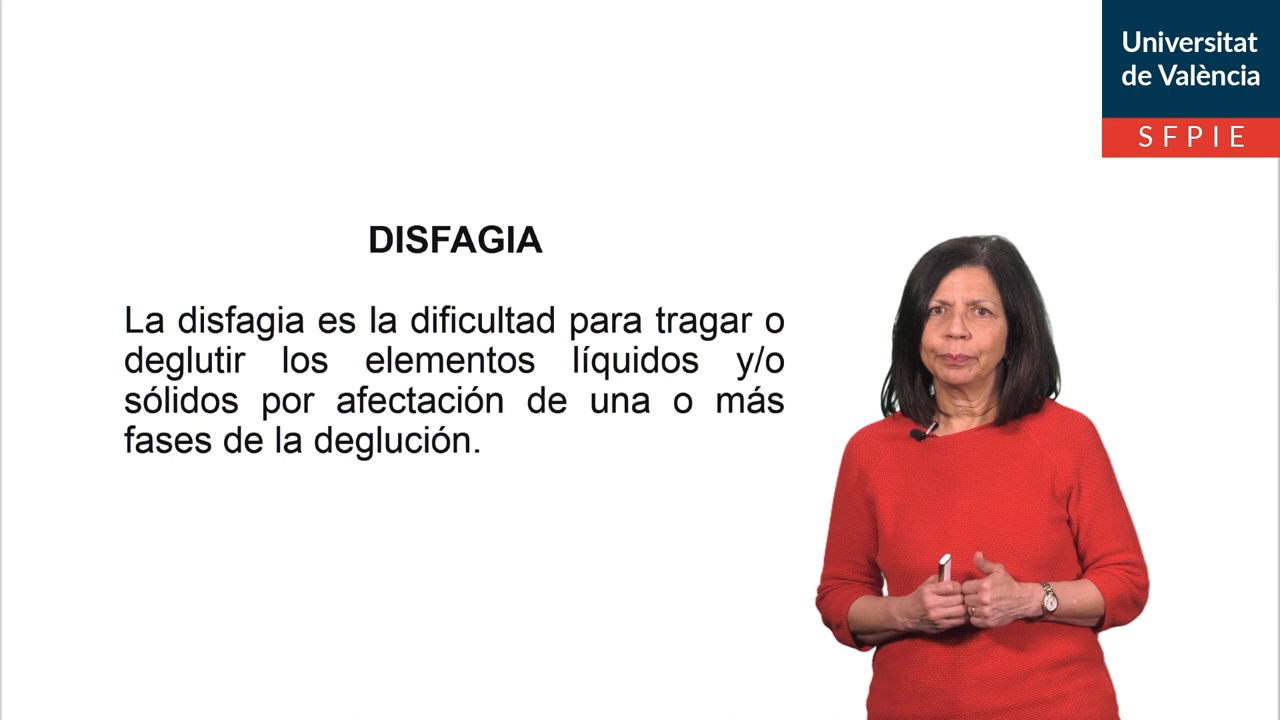 Universitat
de València
SFPIE
DISFAGIA
La disfagia es la dificultad para tragar o
deglutir los elementos líquidos y/o
sólidos por afectación de una o más
fases de la deglución.